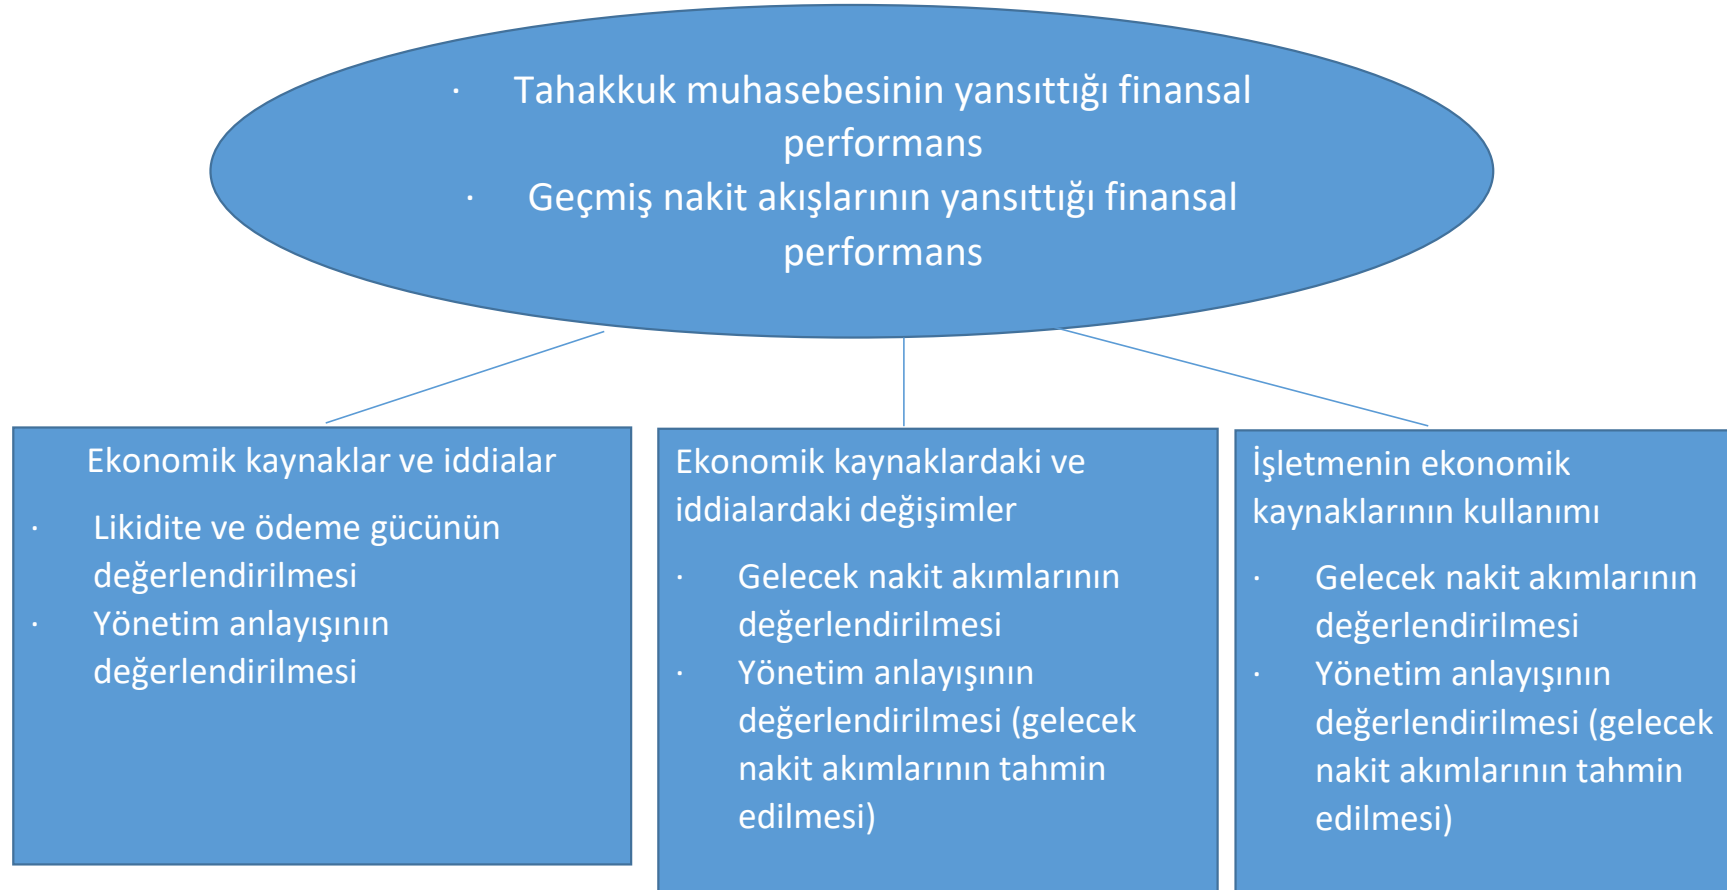 · Tahakkuk muhasebesinin yansıttığı finansal
performans
· Geçmiş nakit akışlarının yansıttığı finansal
performans
Ekonomik kaynaklar ve iddialar
· Likidite ve ödeme gücünün
değerlendirilmesi
· Yönetim anlayışının
değerlendirilmesi
Ekonomik kaynaklardaki ve
iddialardaki değişimler
· Gelecek nakit akımlarının
değerlendirilmesi
· Yönetim anlayışının
değerlendirilmesi (gelecek
nakit akımlarının tahmin
edilmesi)
İşletmenin ekonomik
kaynaklarının kullanımı
· Gelecek nakit akımlarının
değerlendirilmesi
· Yönetim anlayışının
değerlendirilmesi (gelecek
nakit akımlarının tahmin
edilmesi)